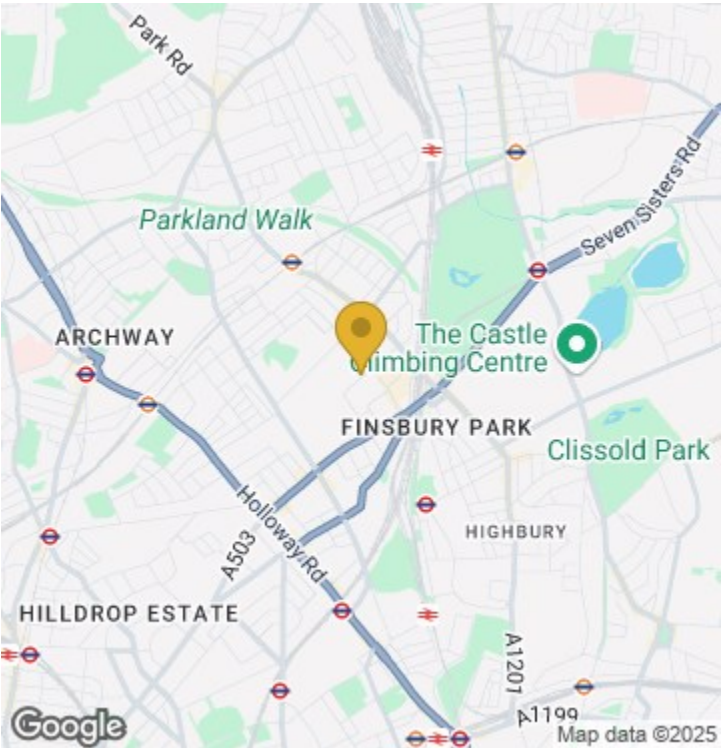 Park Rd
Seven Sisters Rd
Parkland Walk
ARCHWAY
The Castle
Climbing Centre
FINSBURY PARK
Clissold Park
Holloway Rd
A503
HIGHBURY
HILLDROP ESTATE
A1207
A1199
Google
Map data ©2025